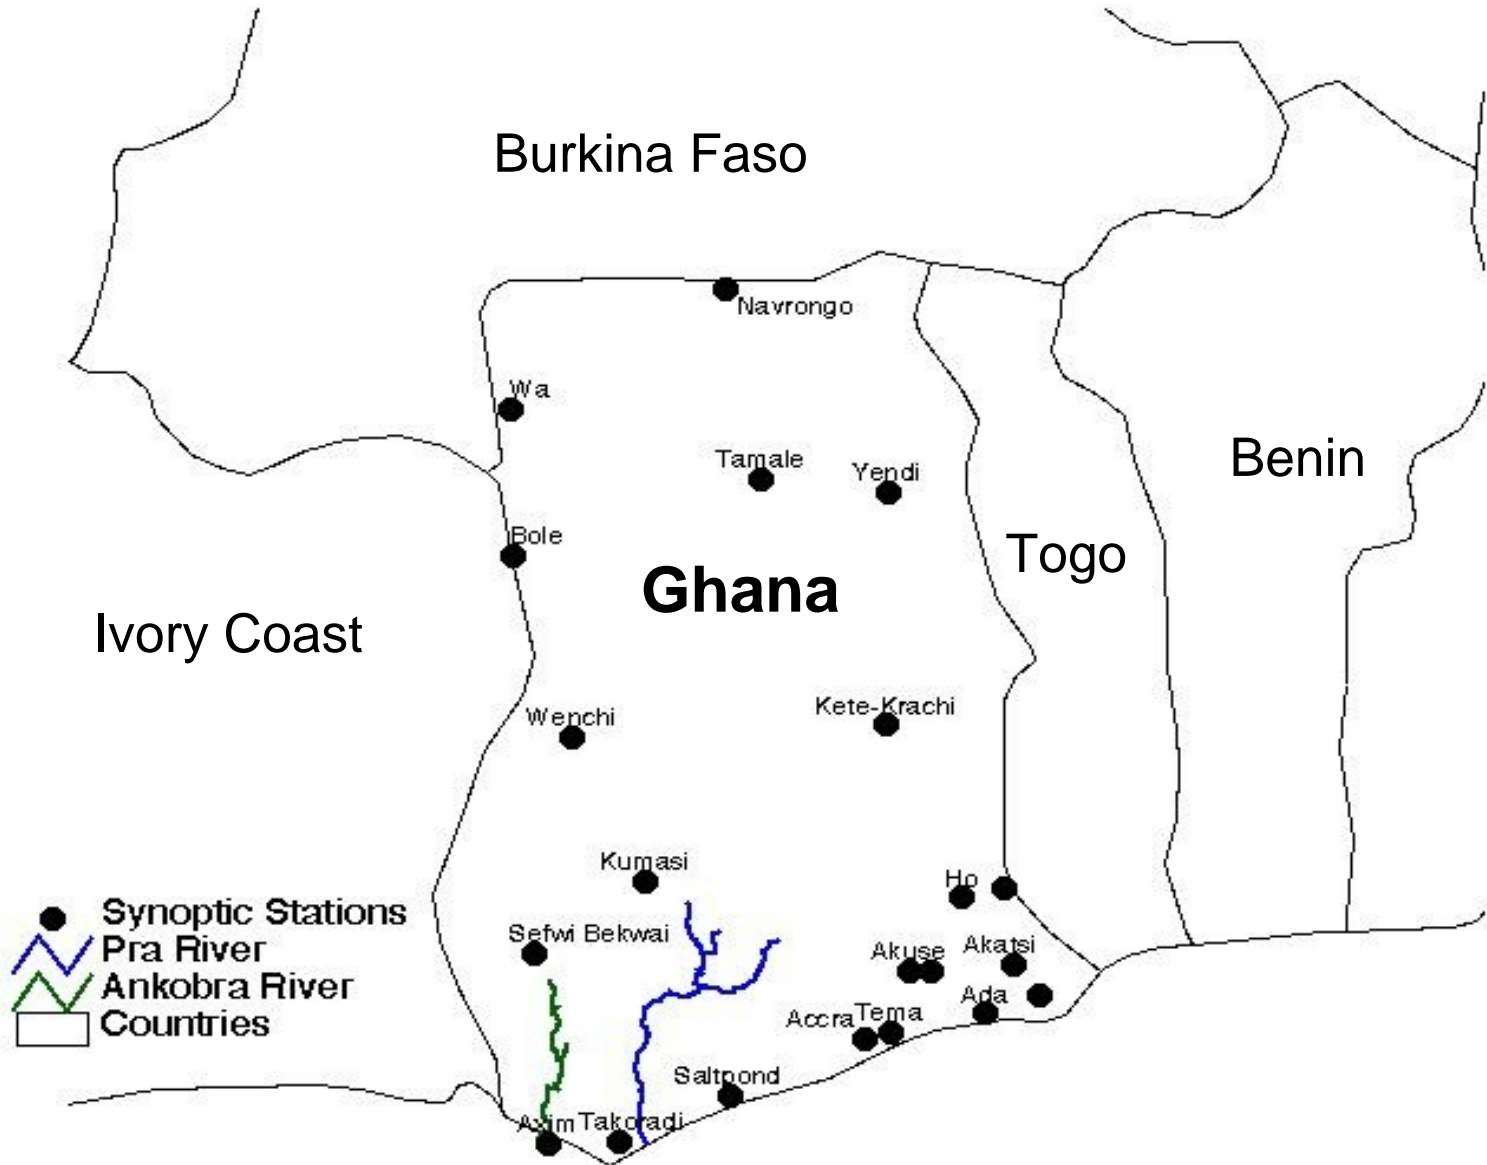 Burkina Faso
Navrongo
Wa
Tamale
Yendi
Benin
Bole
Togo
Ghana
Ivory Coast
Wenchi
Kete-Krachi
Kumasi
Ho
Synoptic Stations
Sefwi Bekwai
Pra River
Akuse
Akatsi
Ankobra River
Ada
Countries
Accra
Tema
Saltpond
Axim
Takoradi